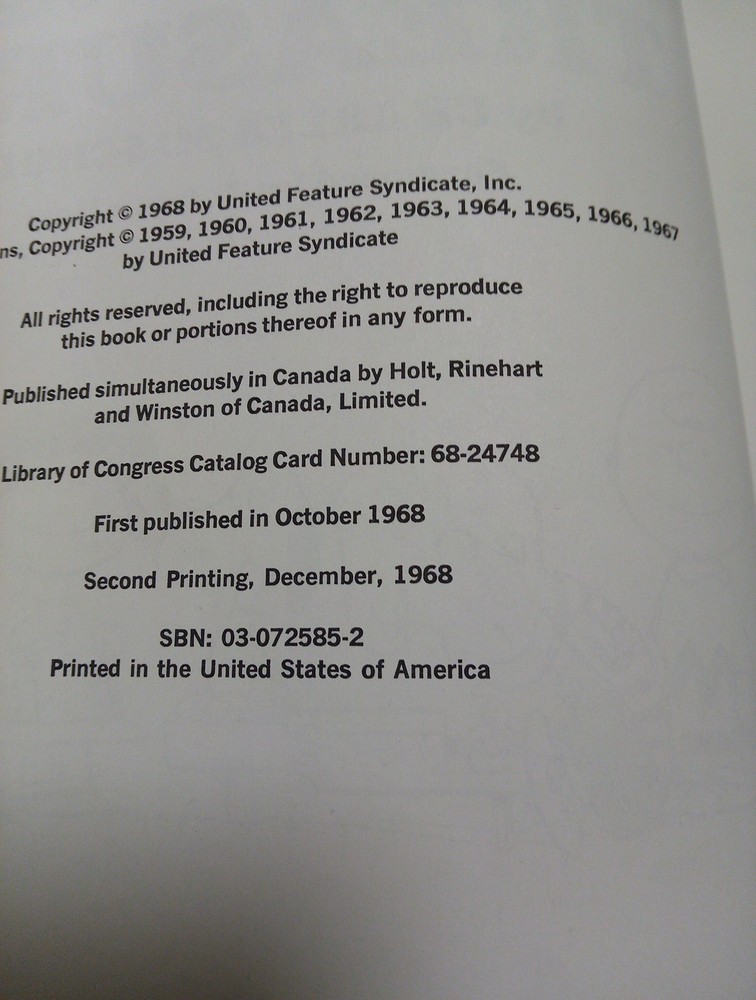 Copyright © 1968 by United Feature Syndicate, Inc.
ns, Copyright © 1959, 1960, 1961, 1962, 1963, 1964, 1965, 1966, 1967
by United Feature Syndicate
All rights reserved, including the right to reproduce
this book or portions thereof in any form.
Published simultaneously in Canada by Holt, Rinehart
and Winston of Canada, Limited.
Library of Congress Catalog Card Number: 68-24748
First published in October 1968
Second Printing, December, 1968
SBN: 03-072585-2
Printed in the United States of America